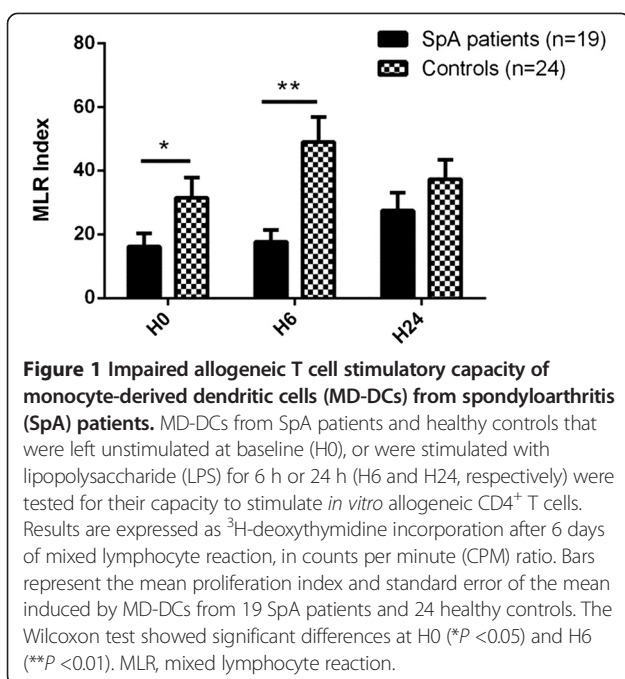 80
60
40
20
0
MLR Index
SpA patients (n=19)
Controls (n=24)
*
**
H0
H6
H24
Figure 1 Impaired allogeneic T cell stimulatory capacity of
monocyte-derived dendritic cells (MD-DCs) from spondyloarthritis
(SpA) patients. MD-DCs from SpA patients and healthy controls that
were left unstimulated at baseline (H0), or were stimulated with
lipopolysaccharide (LPS) for 6 h or 24 h (H6 and H24, respectively) were
tested for their capacity to stimulate in vitro allogeneic CD4⁺ T cells.
Results are expressed as ³H-deoxythymidine incorporation after 6 days
of mixed lymphocyte reaction, in counts per minute (CPM) ratio. Bars
represent the mean proliferation index and standard error of the mean
induced by MD-DCs from 19 SpA patients and 24 healthy controls. The
Wilcoxon test showed significant differences at H0 (*P <0.05) and H6
(**P <0.01). MLR, mixed lymphocyte reaction.